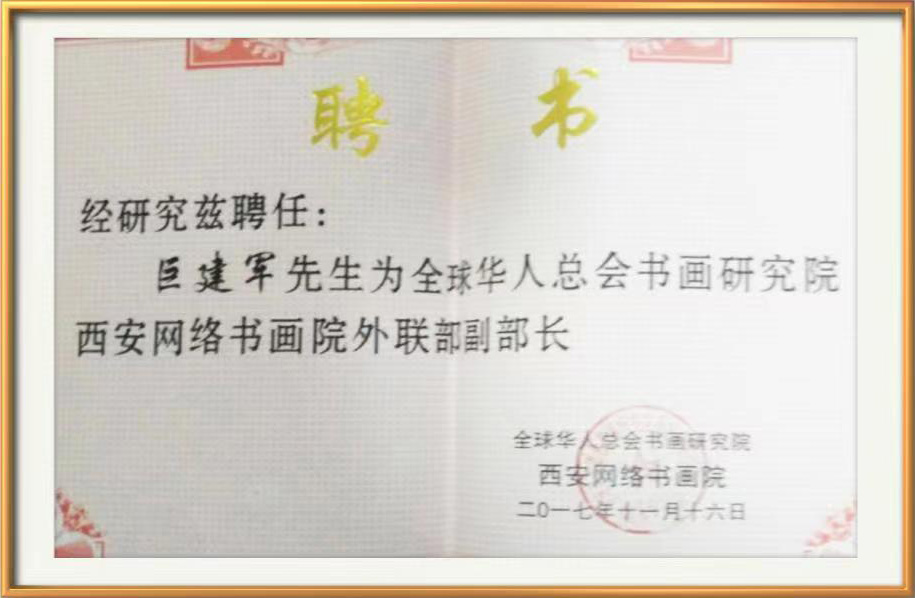 聘书
经研究兹聘任：
巨建军先生为全球华人总会书画研究院
西安网络书画院外联部副部长
全球华人总会书画研究院
西安网络书画院
二〇一七年十一月十六日